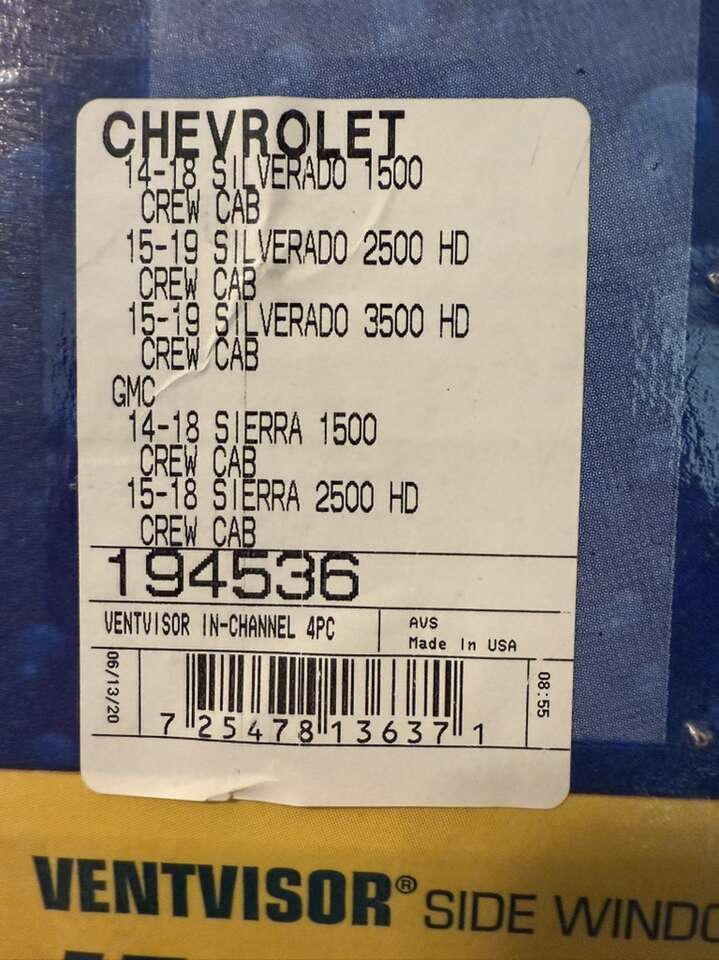 CHEVROLET
14-18 SILVERADO 1500
CREW CAB
15-19 SILVERADO 2500 HD
CREW CAB
15-19 SILVERADO 3500 HD
CREW CAB
GMC
14-18 SIERRA 1500
CREW CAB
15-18 SIERRA 2500 HD
CREW CAB
194536
VENTVISOR IN-CHANNEL 4PC
AVS
Made In USA
06/13/20
7 25478 13637 1
08:55
VENTVISOR® SIDE